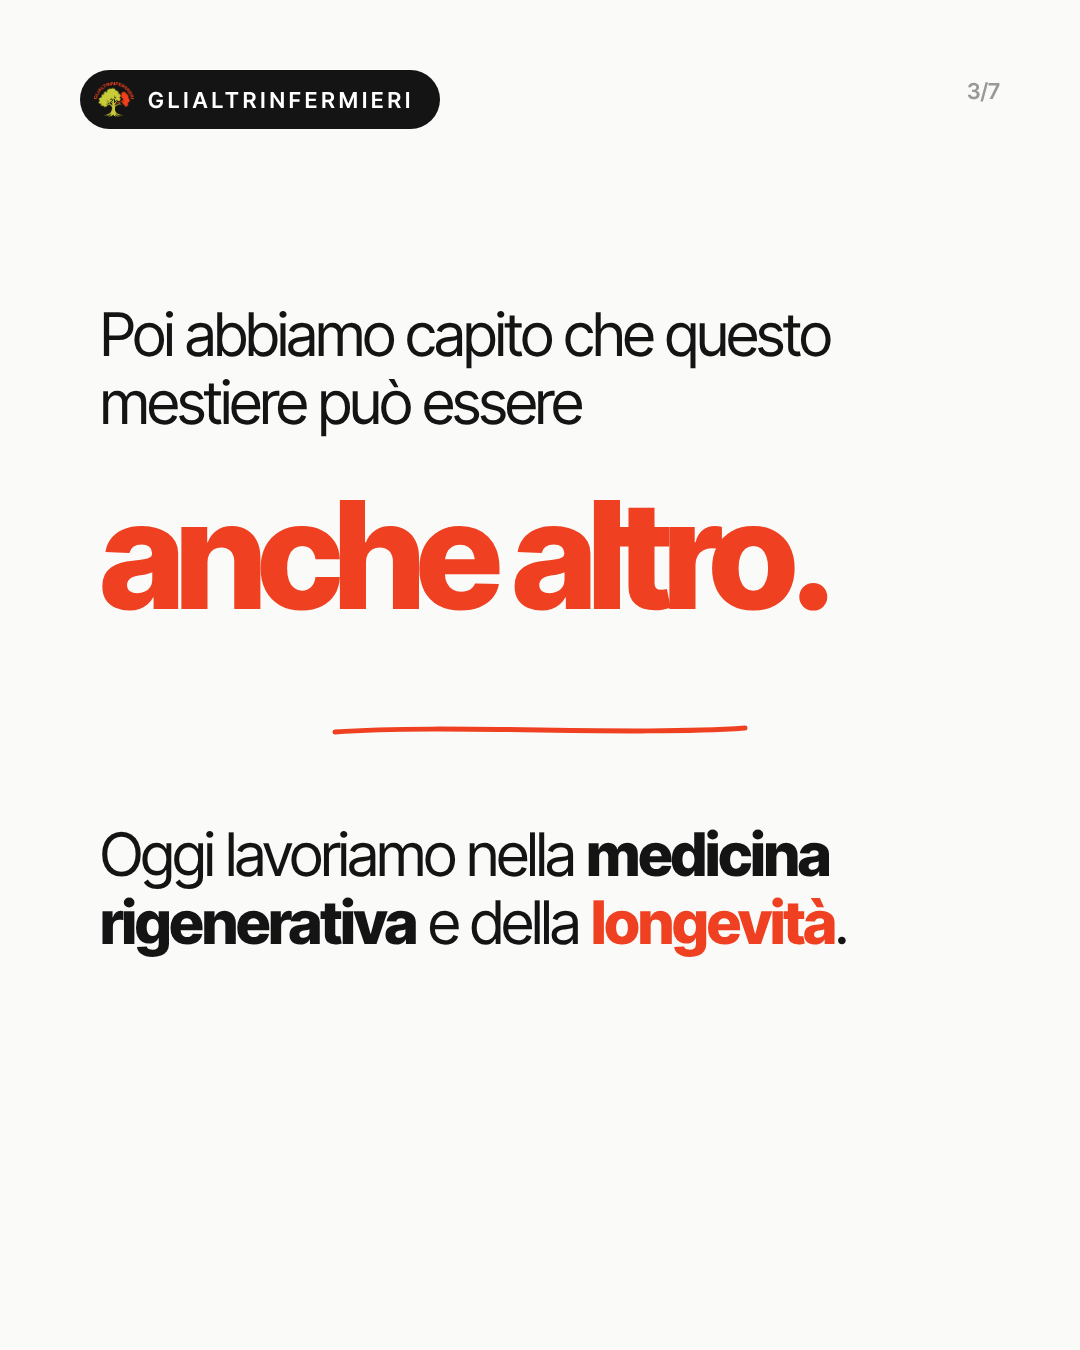 GLIALTRINFERMIERI
GLIALTRINFERMIERI
3/7
Poi abbiamo capito che questo
mestiere può essere
anche altro.
Oggi lavoriamo nella medicina
rigenerativa e della longevità.